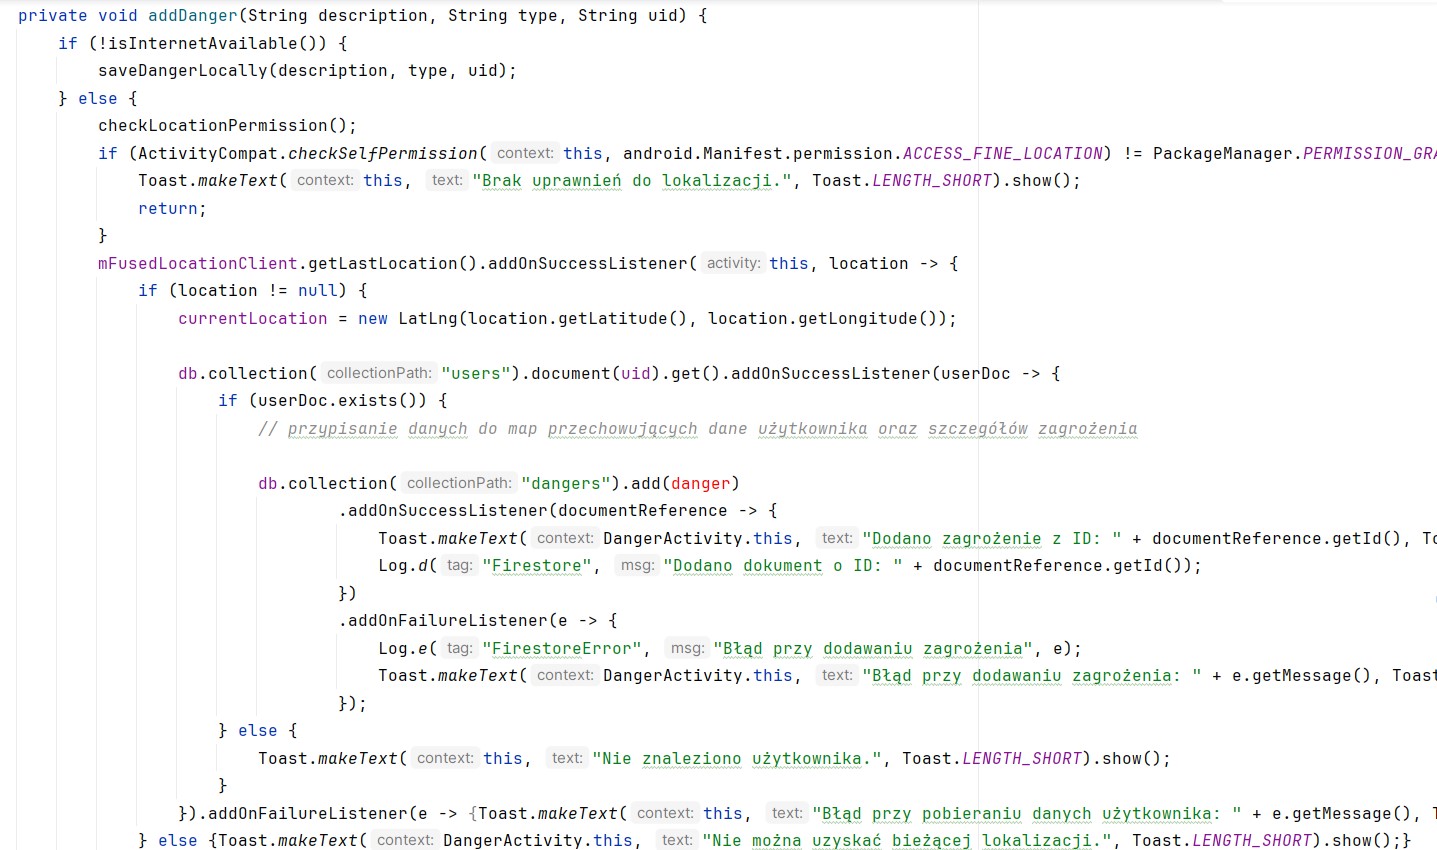 private void addDanger(String description, String type, String uid) {
if (!isInternetAvailable()) {
saveDangerLocally(description, type, uid);
} else {
checkLocationPermission();
if (ActivityCompat.checkSelfPermission( context: this, android.Manifest.permission.ACCESS_FINE_LOCATION) != PackageManager.PERMISSION_GRA
Toast.makeText( context: this, text: "Brak uprawnień do lokalizacji.", Toast.LENGTH_SHORT).show();
return;
}
mFusedLocationClient.getLastLocation().addOnSuccessListener( activity: this, location -> {
if (location != null) {
currentLocation = new LatLng(location.getLatitude(), location.getLongitude());
db.collection( collectionPath: "users").document(uid).get().addOnSuccessListener(userDoc -> {
if (userDoc.exists()) {
// przypisanie danych do map przechowujących dane użytkownika oraz szczegółów zagrożenia
db.collection( collectionPath: "dangers").add(danger)
.addOnSuccessListener(documentReference -> {
Toast.makeText( context: DangerActivity.this, text: "Dodano zagrożenie z ID: " + documentReference.getId(), To
Log.d( tag: "Firestore", msg: "Dodano dokument o ID: " + documentReference.getId());
})
.addOnFailureListener(e -> {
Log.e( tag: "FirestoreError", msg: "Błąd przy dodawaniu zagrożenia", e);
Toast.makeText( context: DangerActivity.this, text: "Błąd przy dodawaniu zagrożenia: " + e.getMessage(), Toast
});
} else {
Toast.makeText( context: this, text: "Nie znaleziono użytkownika.", Toast.LENGTH_SHORT).show();
}
}).addOnFailureListener(e -> {Toast.makeText( context: this, text: "Błąd przy pobieraniu danych użytkownika: " + e.getMessage(), T
} else {Toast.makeText( context: DangerActivity.this, text: "Nie można uzyskać bieżącej lokalizacji.", Toast.LENGTH_SHORT).show();}